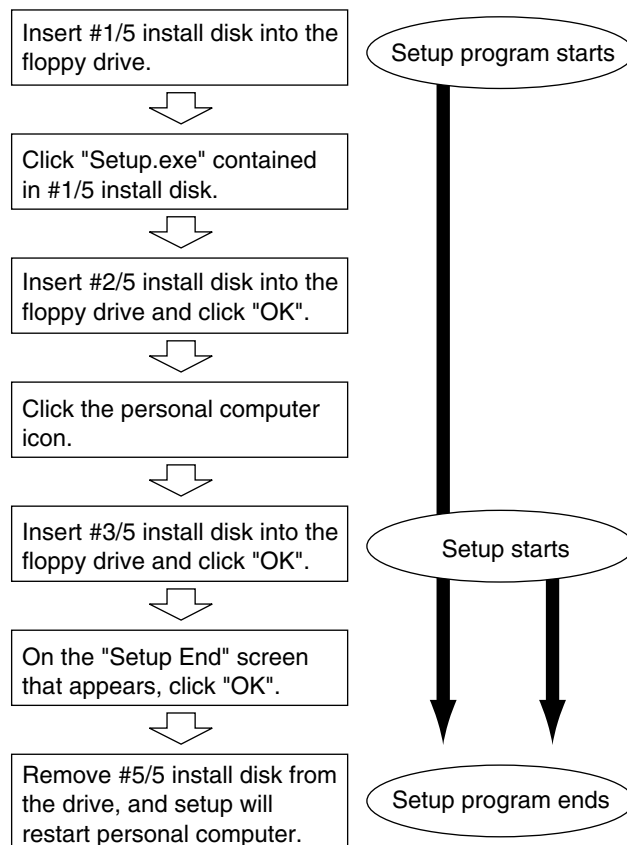 Insert #1/5 install disk into the
floppy drive.
Setup program starts
Click "Setup.exe" contained
in #1/5 install disk.
Insert #2/5 install disk into the
floppy drive and click "OK".
Click the personal computer
icon.
Insert #3/5 install disk into the
floppy drive and click "OK".
Setup starts
On the "Setup End" screen
that appears, click "OK".
Remove #5/5 install disk from
the drive, and setup will
restart personal computer.
Setup program ends